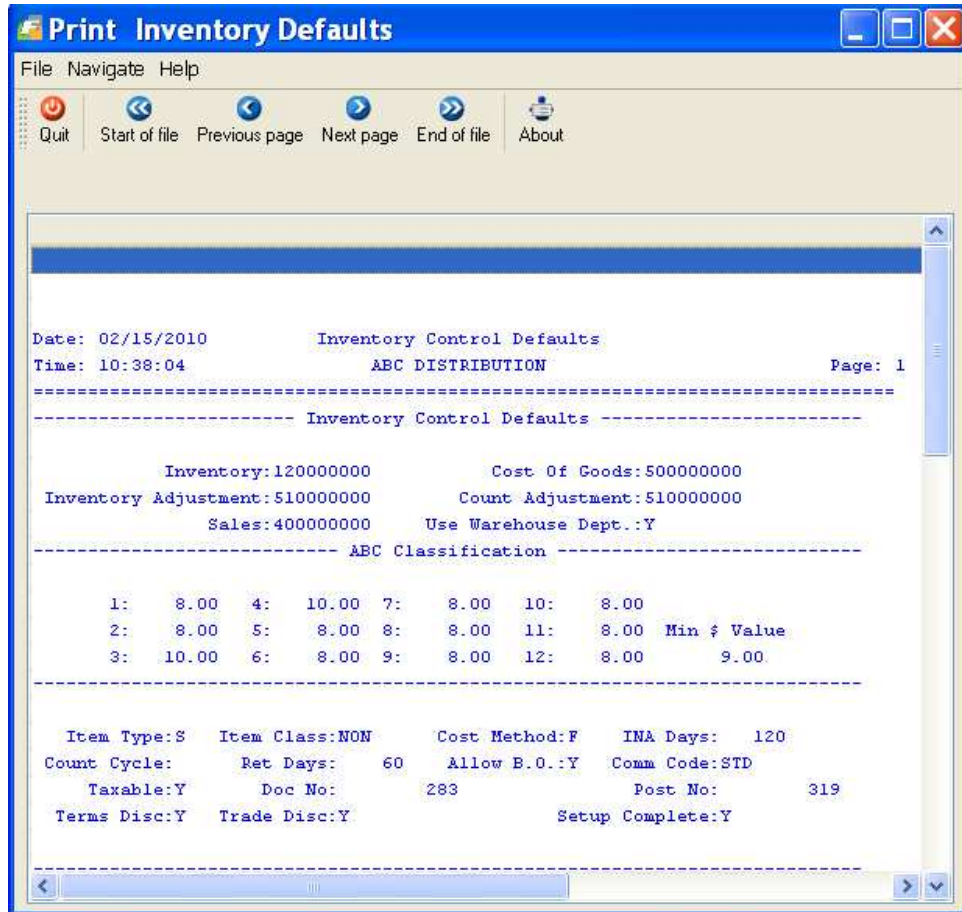 Print Inventory Defaults
File Navigate Help
Quit Start of file Previous page Next page End of file About
Date: 02/15/2010 Inventory Control Defaults
Time: 10:38:04 ABC DISTRIBUTION Page: 1
================================================================================
------------------------ Inventory Control Defaults ------------------------
Inventory:120000000 Cost Of Goods:500000000
Inventory Adjustment:510000000 Count Adjustment:510000000
Sales:400000000 Use Warehouse Dept.:Y
---------------------------- ABC Classification ----------------------------
1: 8.00 4: 10.00 7: 8.00 10: 8.00
2: 8.00 5: 8.00 8: 8.00 11: 8.00 Min $ Value
3: 10.00 6: 8.00 9: 8.00 12: 8.00 9.00
----------------------------------------------------------------------------
Item Type:S Item Class:NON Cost Method:F INA Days: 120
Count Cycle: Ret Days: 60 Allow B.O.:Y Comm Code:STD
Taxable:Y Doc No: 283 Post No: 319
Terms Disc:Y Trade Disc:Y Setup Complete:Y
----------------------------------------------------------------------------